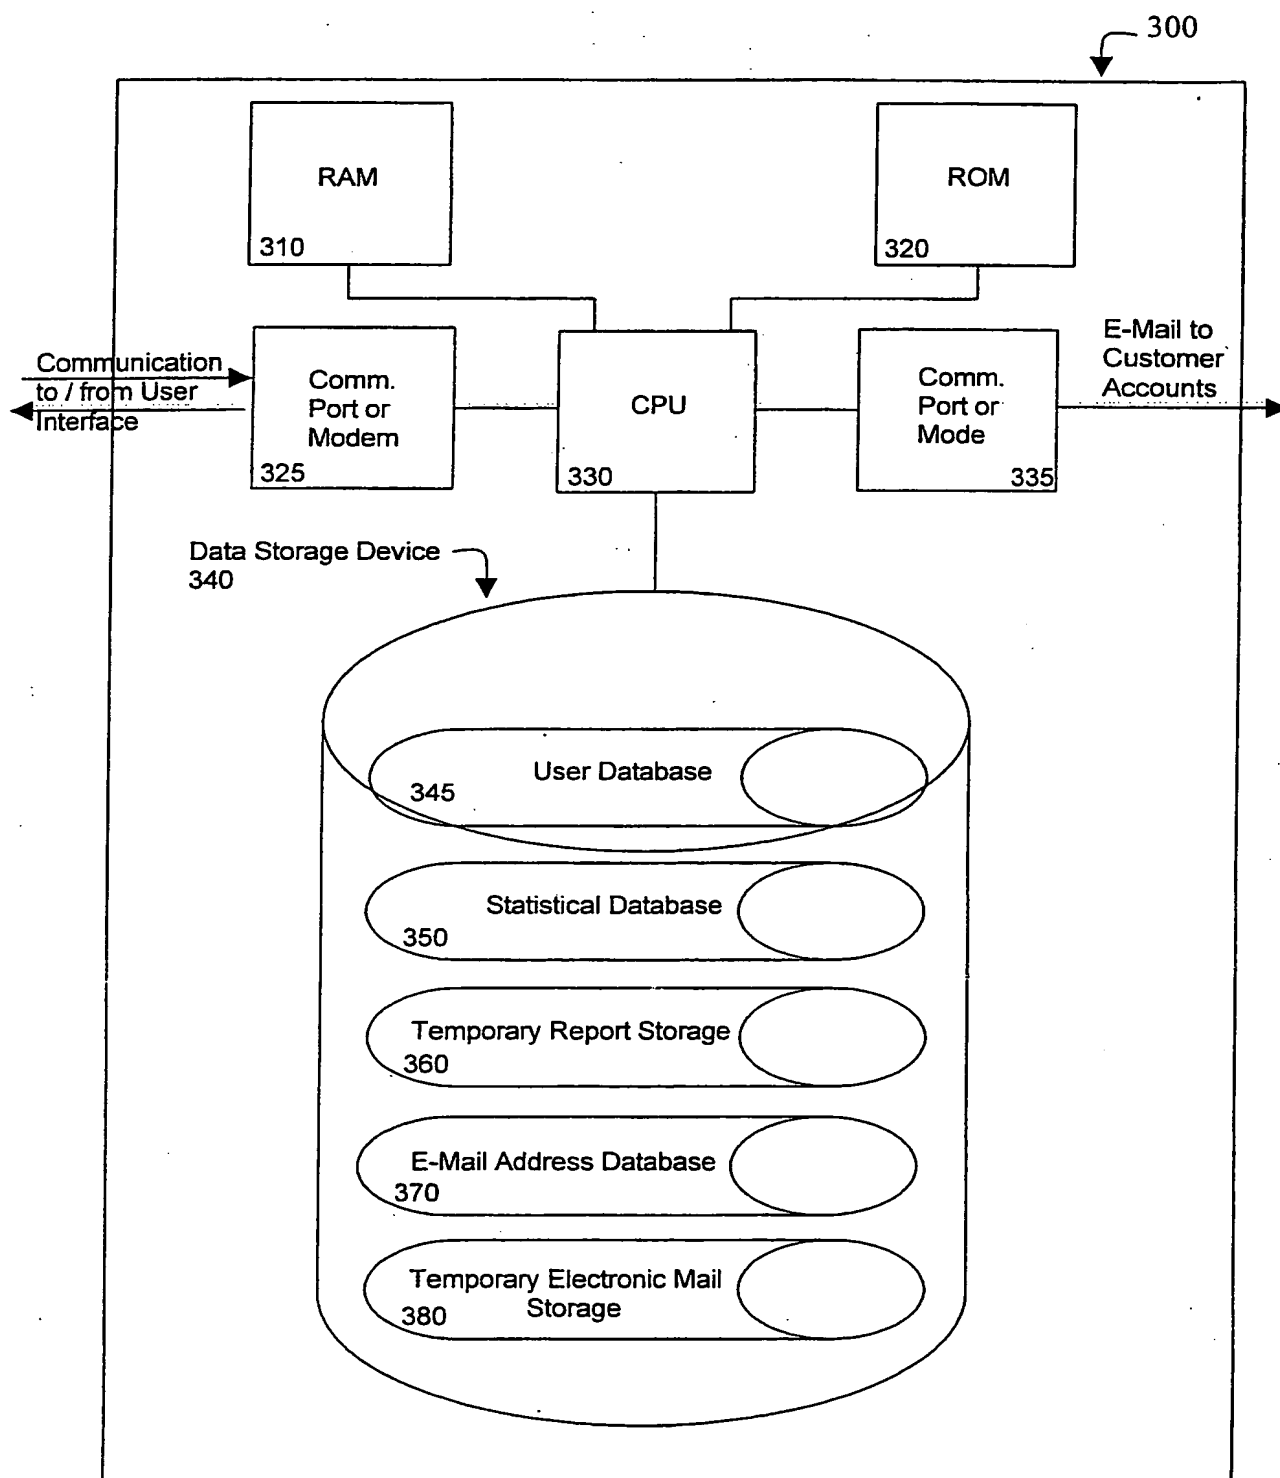 300
RAM
310
ROM
320
Communication
to / from User
Interface
Comm.
Port or
Modem
325
CPU
330
Comm.
Port or
Mode
335
E-Mail to
Customer
Accounts
Data Storage Device
340
User Database
345
Statistical Database
350
Temporary Report Storage
360
E-Mail Address Database
370
Temporary Electronic Mail
Storage
380